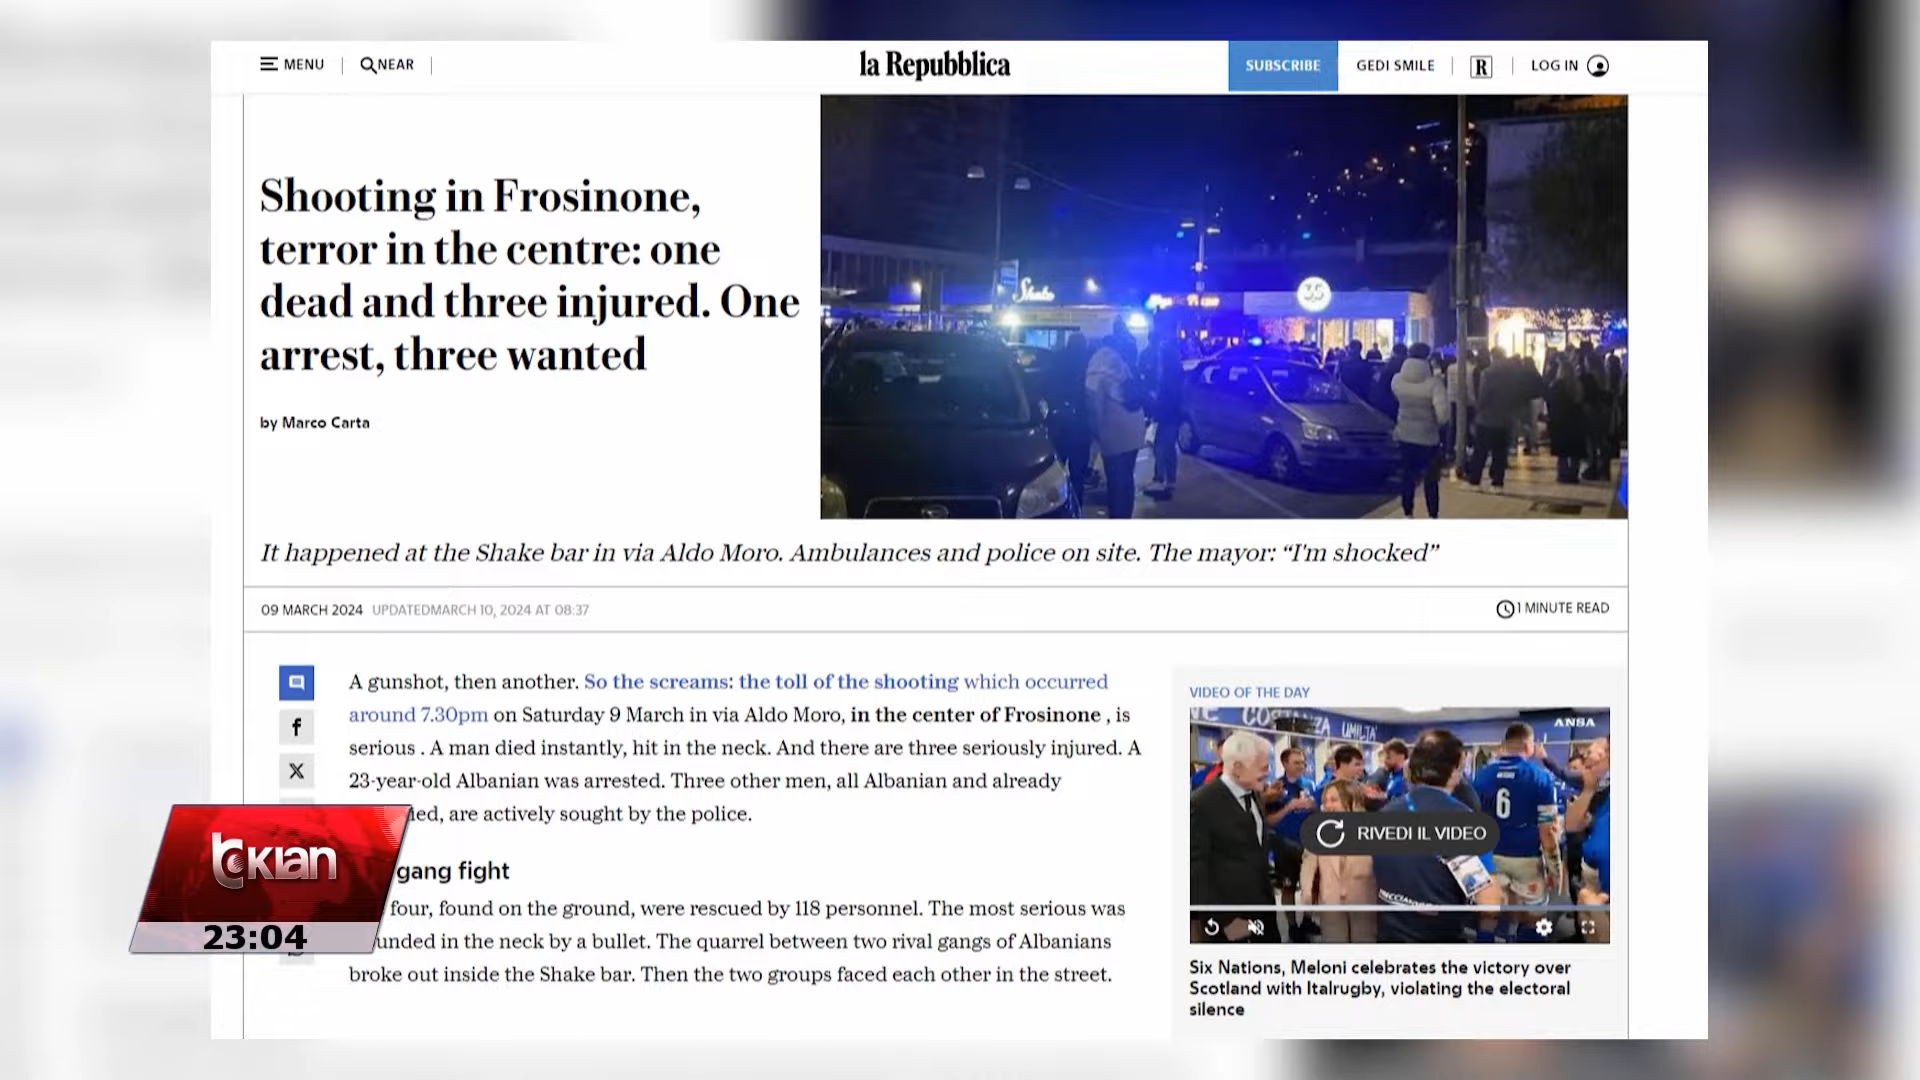 MENU
NEAR
la Repubblica
SUBSCRIBE
GEDI SMILE
R
LOG IN
Shooting in Frosinone,
terror in the centre: one
dead and three injured. One
arrest, three wanted
by Marco Carta
Shake
35
It happened at the Shake bar in via Aldo Moro. Ambulances and police on site. The mayor: “I'm shocked”
09 MARCH 2024 UPDATEDMARCH 10, 2024 AT 08:37
1 MINUTE READ
A gunshot, then another. So the screams: the toll of the shooting which occurred
around 7.30pm on Saturday 9 March in via Aldo Moro, in the center of Frosinone , is
serious . A man died instantly, hit in the neck. And there are three seriously injured. A
23-year-old Albanian was arrested. Three other men, all Albanian and already
ied, are actively sought by the police.
gang fight
four, found on the ground, were rescued by 118 personnel. The most serious was
unded in the neck by a bullet. The quarrel between two rival gangs of Albanians
broke out inside the Shake bar. Then the two groups faced each other in the street.
VIDEO OF THE DAY
COSTANZA UMILTA'
ANSA
6
RIVEDI IL VIDEO
Six Nations, Meloni celebrates the victory over
Scotland with Italrugby, violating the electoral
silence
tv KLAN
23:04